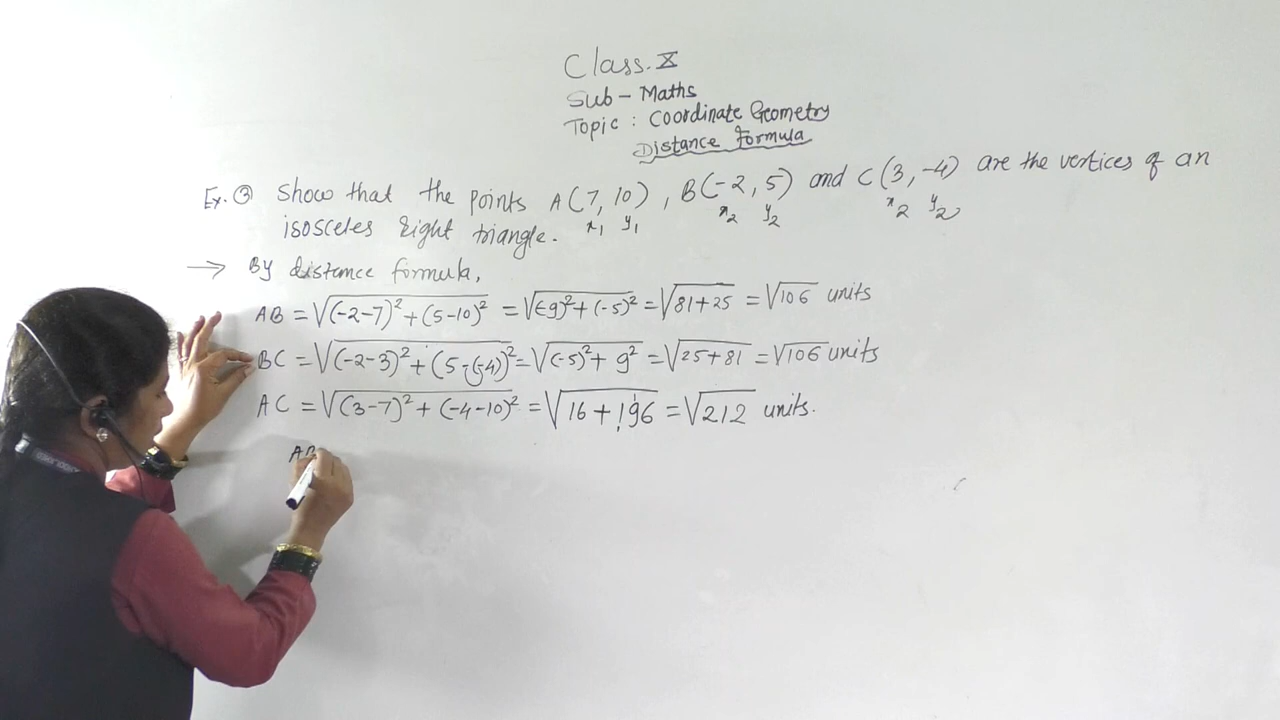 Class. X
Sub - Maths
Topic : Coordinate Geometry
Distance Formula
Ex. ③ Show that the points A(7, 10), B(-2, 5) and C(3, -4) are the vertices of an
x₁ y₁ x₂ y₂ x₂ y₂
isosceles right triangle.
→ By distance formula,
AB = √((-2-7)² + (5-10)²) = √((-9)² + (-5)²) = √(81+25) = √106 units
BC = √((-2-3)² + (5-(-4))²) = √((-5)² + 9²) = √(25+81) = √106 units
AC = √((3-7)² + (-4-10)²) = √(16+196) = √212 units.
AB